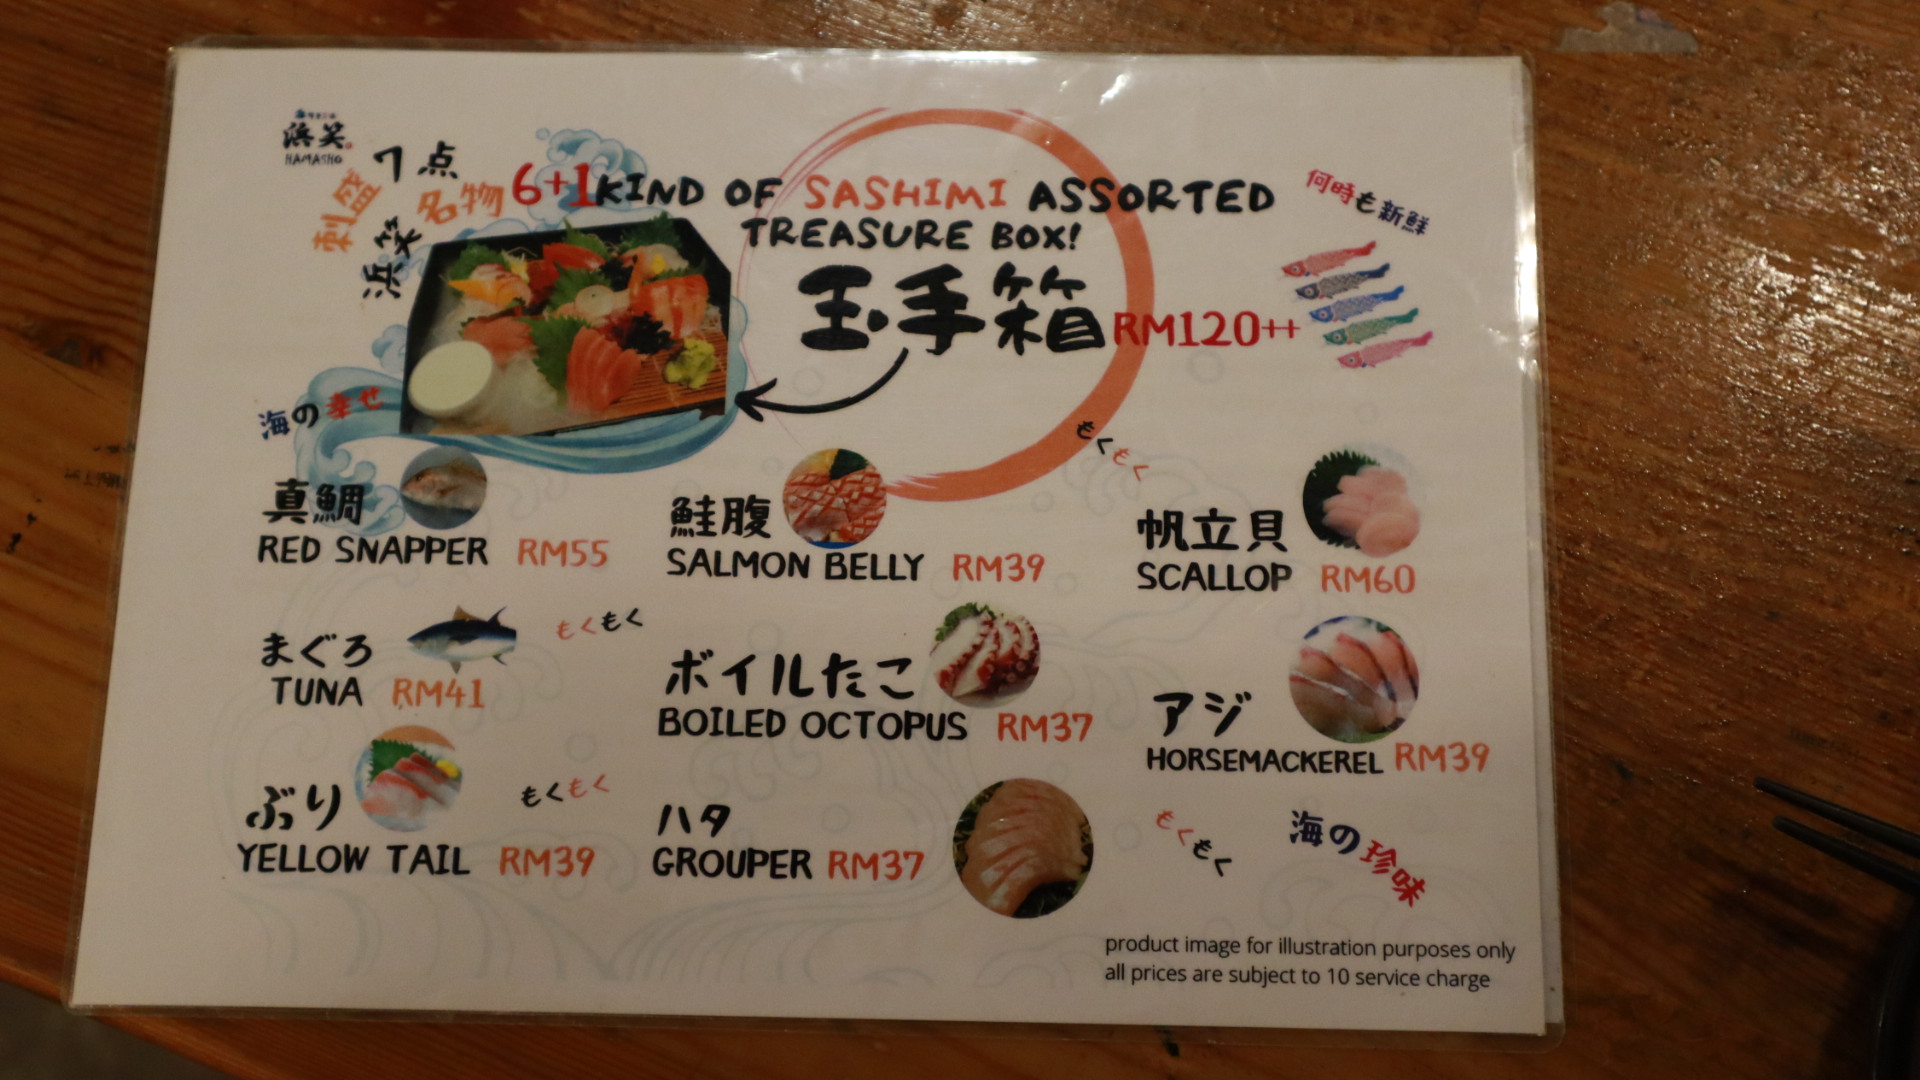 浜笑
HAMASHO
7点
刺盛
名物
浜笑
6+1KIND OF SASHIMI ASSORTED
TREASURE BOX!
玉手箱 RM120++
何時も新鮮
海の幸せ
もくもく
真鯛
RED SNAPPER RM55
鮭腹
SALMON BELLY RM39
帆立貝
SCALLOP RM60
まぐろ
TUNA RM41
もくもく
ボイルたこ
BOILED OCTOPUS RM37
アジ
HORSEMACKEREL RM39
ぶり
YELLOW TAIL RM39
もくもく
ハタ
GROUPER RM37
もくもく
海の珍味
product image for illustration purposes only
all prices are subject to 10 service charge